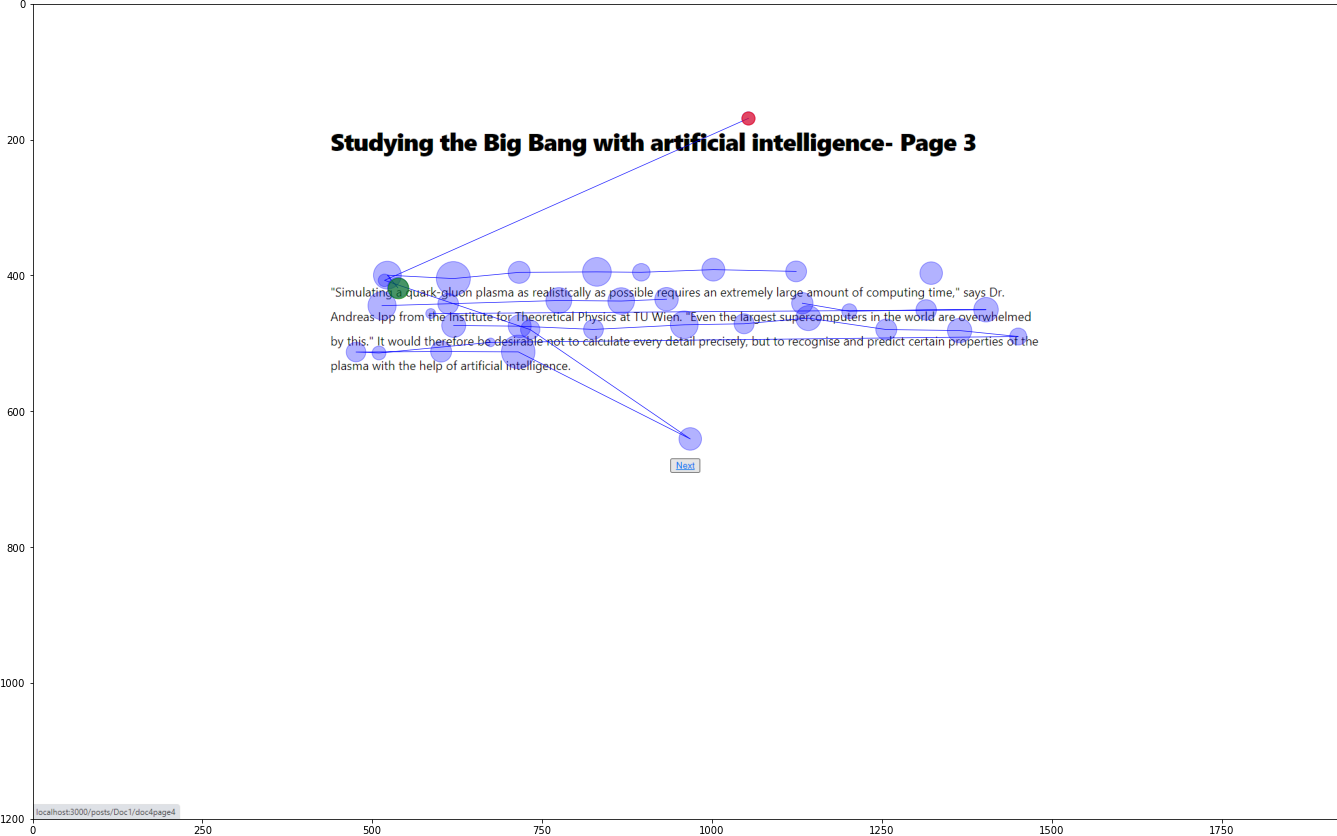 Studying the Big Bang with artificial intelligence- Page 3
"Simulating a quark-gluon plasma as realistically as possible requires an extremely large amount of computing time," says Dr.
Andreas Ipp from the Institute for Theoretical Physics at TU Wien. "Even the largest supercomputers in the world are overwhelmed
by this." It would therefore be desirable not to calculate every detail precisely, but to recognise and predict certain properties of the
plasma with the help of artificial intelligence.
Next
localhost:3000/posts/Doc1/doc4page4
0
200
400
600
800
1000
1200
0 250 500 750 1000 1250 1500 1750